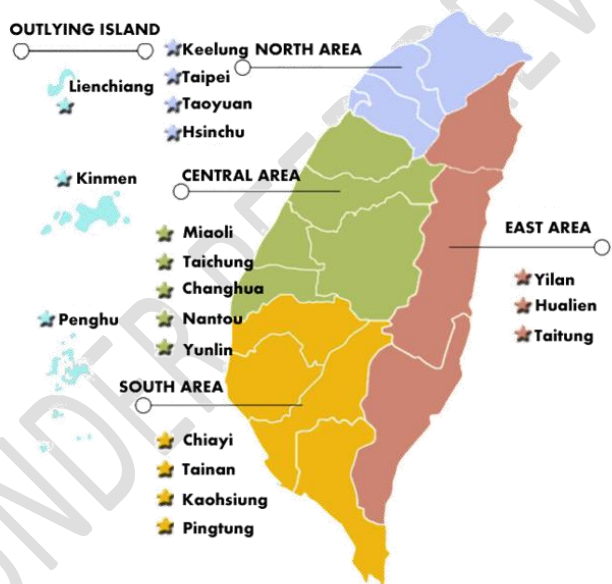 OUTLYING ISLAND
Lienchiang
Kinmen
Penghu
NORTH AREA
Keelung
Taipei
Taoyuan
Hsinchu
CENTRAL AREA
Miaoli
Taichung
Changhua
Nantou
Yunlin
SOUTH AREA
Chiayi
Tainan
Kaohsiung
Pingtung
EAST AREA
Yilan
Hualien
Taitung